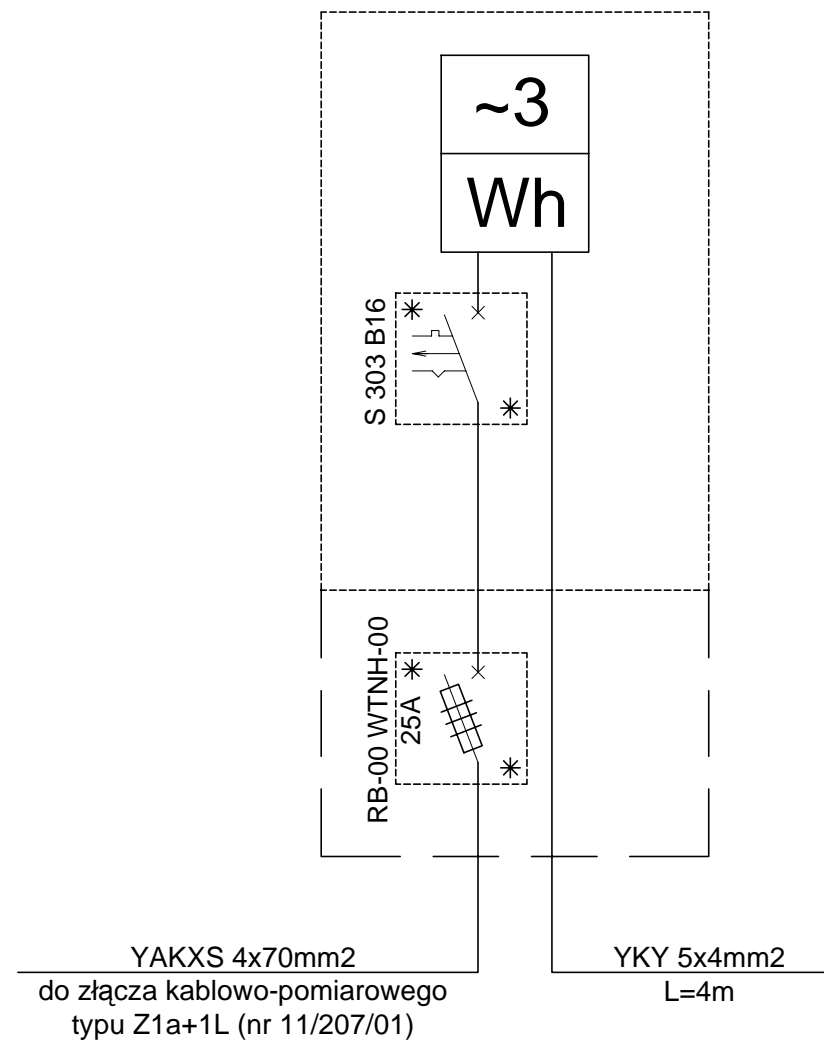 ~3
Wh
S 303 B16
RB-00 WTNH-00
25A
YAKXS 4x70mm2
do złącza kablowo-pomiarowego
typu Z1a+1L (nr 11/207/01)
YKY 5x4mm2
L=4m